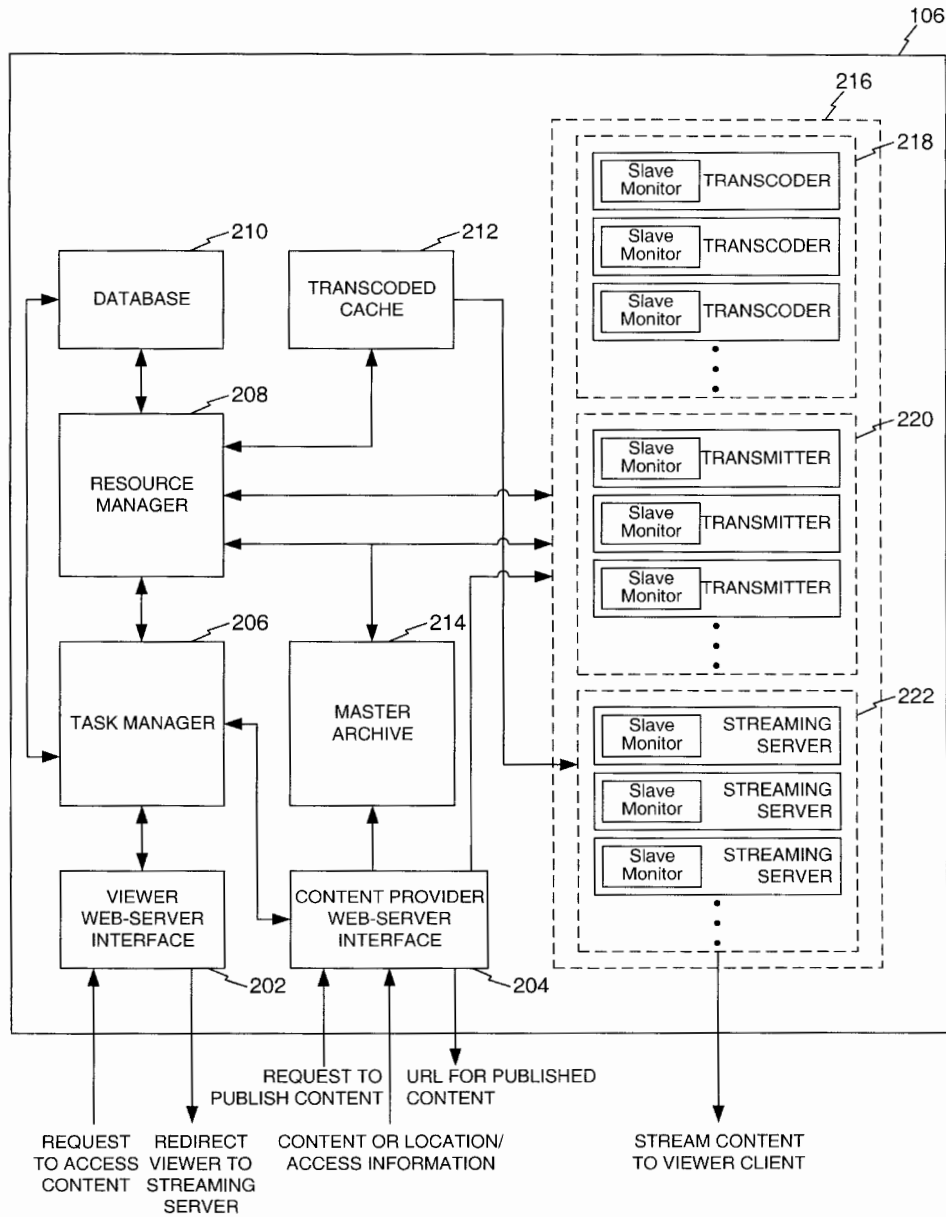 106
216
218
Slave
Monitor
TRANSCODER
Slave
Monitor
TRANSCODER
Slave
Monitor
TRANSCODER
210
DATABASE
212
TRANSCODED
CACHE
208
RESOURCE
MANAGER
220
Slave
Monitor
TRANSMITTER
Slave
Monitor
TRANSMITTER
Slave
Monitor
TRANSMITTER
206
TASK MANAGER
214
MASTER
ARCHIVE
222
Slave
Monitor
STREAMING
SERVER
Slave
Monitor
STREAMING
SERVER
Slave
Monitor
STREAMING
SERVER
VIEWER
WEB-SERVER
INTERFACE
202
CONTENT PROVIDER
WEB-SERVER
INTERFACE
204
REQUEST TO
PUBLISH CONTENT
URL FOR PUBLISHED
CONTENT
REQUEST
TO ACCESS
CONTENT
REDIRECT
VIEWER TO
STREAMING
SERVER
CONTENT OR LOCATION/
ACCESS INFORMATION
STREAM CONTENT
TO VIEWER CLIENT